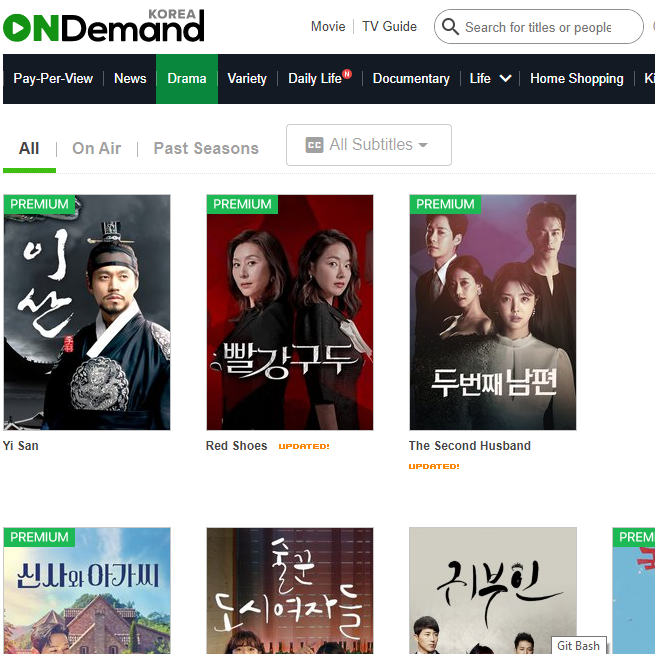 KOREA
ONDemand
Movie TV Guide Search for titles or people
Pay-Per-View News Drama Variety Daily Life N Documentary Life Home Shopping
All On Air Past Seasons CC All Subtitles
PREMIUM PREMIUM PREMIUM
이산
빨강구두
두번째남편
Yi San Red Shoes UPDATED! The Second Husband
UPDATED!
PREMIUM PREM
신사와 아가씨
술꾼
도시여자들
귀부인
Git Bash